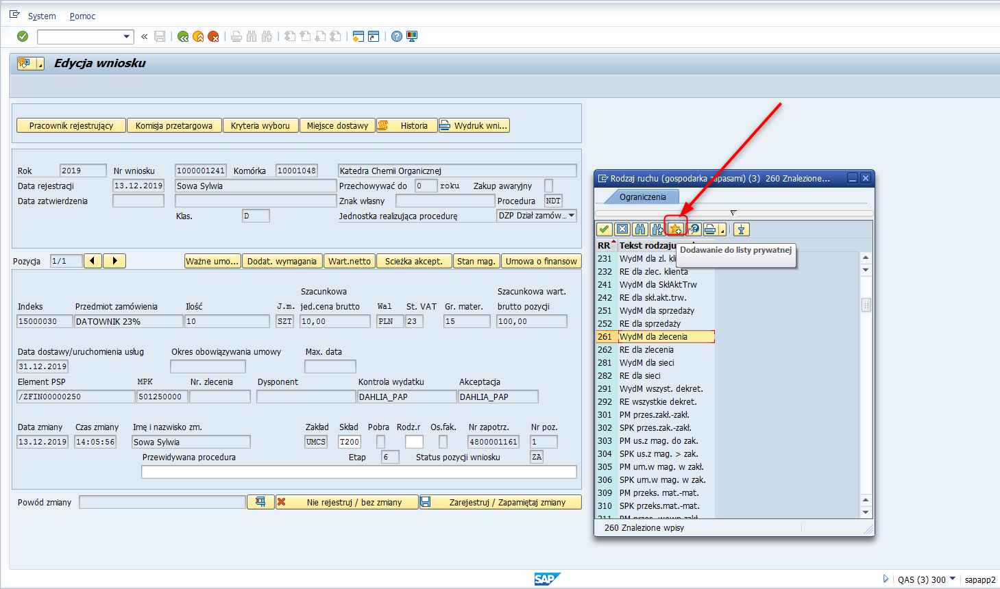 System Pomoc
Edycja wniosku
Pracownik rejestrujący Komisja przetargowa Kryteria wyboru Miejsce dostawy Historia Wydruk wni...
Rok 2019 Nr wniosku 1000001241 Komórka 10001048 Katedra Chemii Organicznej
Data rejestracji 13.12.2019 Sowa Sylwia Przechowywać do 0 roku Zakup awaryjny
Data zatwierdzenia Znak własny Procedura NDT
Klas. D Jednostka realizująca procedurę DZP Dział zamów...
Pozycja 1/1 Ważne umo... Dodat. wymagania Wart.netto Scieżka akcept. Stan mag. Umowa o finansow
Szacunkowa Szacunkowa wart.
Indeks Przedmiot zamówienia Ilość J.m. jed.cena brutto Wal St. VAT Gr. mater. brutto pozycji
15000030 DATOWNIK 23% 10 SZT 10,00 PLN 23 15 100,00
Data dostawy/uruchomienia usług Okres obowiązywania umowy Max. data
31.12.2019
Element PSP MPK Nr. zlecenia Dysponent Kontrola wydatku Akceptacja
/ZFIN00000250 501250000 DAHLIA_PAP DAHLIA_PAP
Data zmiany Czas zmiany Imę i nazwisko zm. Zakład Skład Pobra Rodz.r Os.fak. Nr zapotrz. Nr poz.
13.12.2019 14:05:56 Sowa Sylwia UMCS T200 4800001161 1
Przewidywana procedura Etap 6 Status pozycji wniosku ZA
Powód zmiany Nie rejestruj / bez zmiany Zarejestruj / Zapamiętaj zmiany
Rodzaj ruchu (gospodarka zapasami) (3) 260 Znalezione...
Ograniczenia
RR Tekst rodzaju
Dodawanie do listy prywatnej
231 WydM dla zl. kli
232 RE dla zlec. klienta
241 WydM dla SkłAktTrw
242 RE dla skł.akt.trw.
251 WydM dla sprzedaży
252 RE dla sprzedaży
261 WydM dla zlecenia
262 RE dla zlecenia
281 WydM dla sieci
282 RE dla sieci
291 WydM wszyst. dekret.
292 RE wszystkie dekret.
301 PM przes.zakł.-zakł.
302 SPK przes.zak.-zakł.
303 PM us.z mag. do zak.
304 SPK us.z mag. > zak.
305 PM um.w mag. w zakł.
306 SPK um.w mag. w zak.
309 PM przeks. mat.-mat.
310 SPK przeks.mat.-mat.
311 PM przes. wewn.zakł
260 Znalezione wpisy
SAP QAS (3) 300 sapapp2